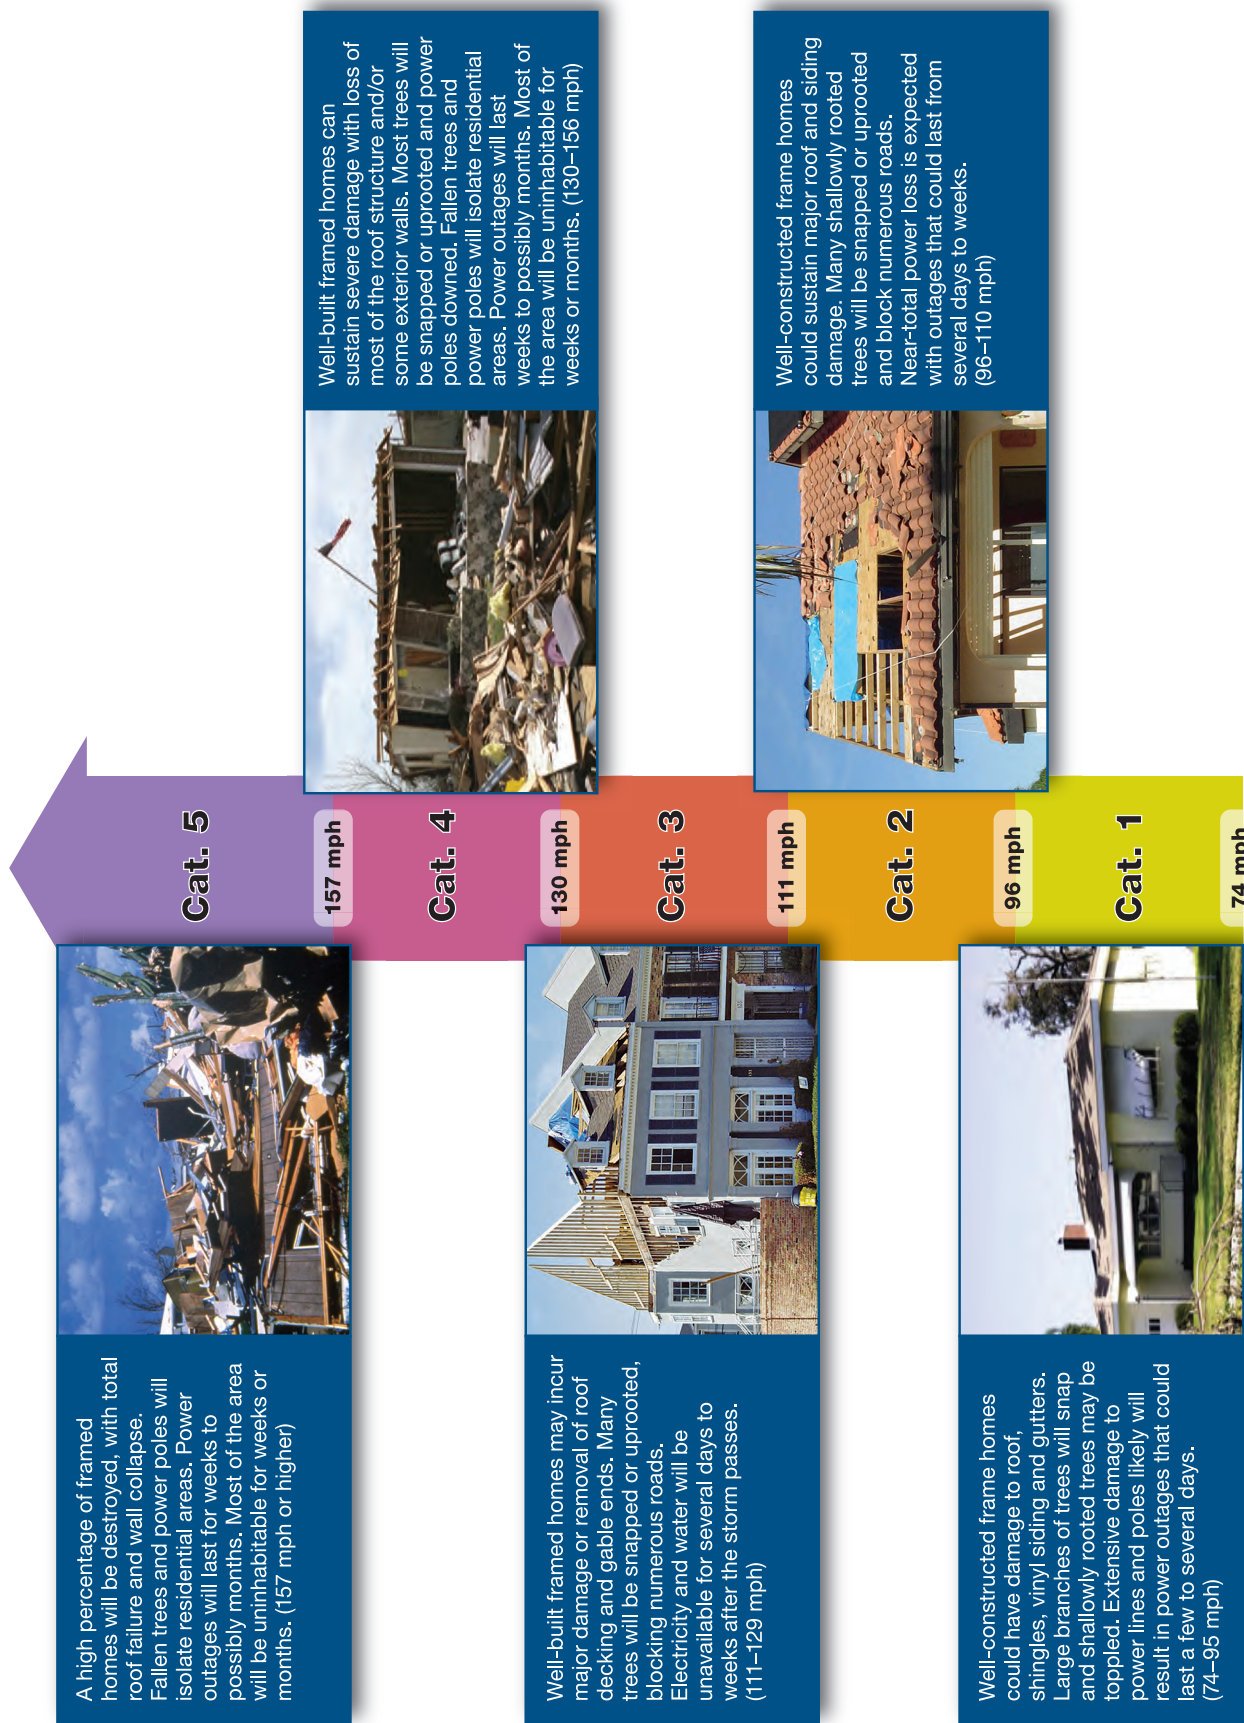 A high percentage of framed
homes will be destroyed, with total
roof failure and wall collapse.
Fallen trees and power poles will
isolate residential areas. Power
outages will last for weeks to
possibly months. Most of the area
will be uninhabitable for weeks or
months. (157 mph or higher)
Cat. 5
157 mph
Well-built framed homes can
sustain severe damage with loss of
most of the roof structure and/or
some exterior walls. Most trees will
be snapped or uprooted and power
poles downed. Fallen trees and
power poles will isolate residential
areas. Power outages will last
weeks to possibly months. Most of
the area will be uninhabitable for
weeks or months. (130–156 mph)
Cat. 4
130 mph
Well-built framed homes may incur
major damage or removal of roof
decking and gable ends. Many
trees will be snapped or uprooted,
blocking numerous roads.
Electricity and water will be
unavailable for several days to
weeks after the storm passes.
(111–129 mph)
Cat. 3
111 mph
Well-constructed frame homes
could sustain major roof and siding
damage. Many shallowly rooted
trees will be snapped or uprooted
and block numerous roads.
Near-total power loss is expected
with outages that could last from
several days to weeks.
(96–110 mph)
Cat. 2
96 mph
Well-constructed frame homes
could have damage to roof,
shingles, vinyl siding and gutters.
Large branches of trees will snap
and shallowly rooted trees may be
toppled. Extensive damage to
power lines and poles likely will
result in power outages that could
last a few to several days.
(74–95 mph)
Cat. 1
74 mph